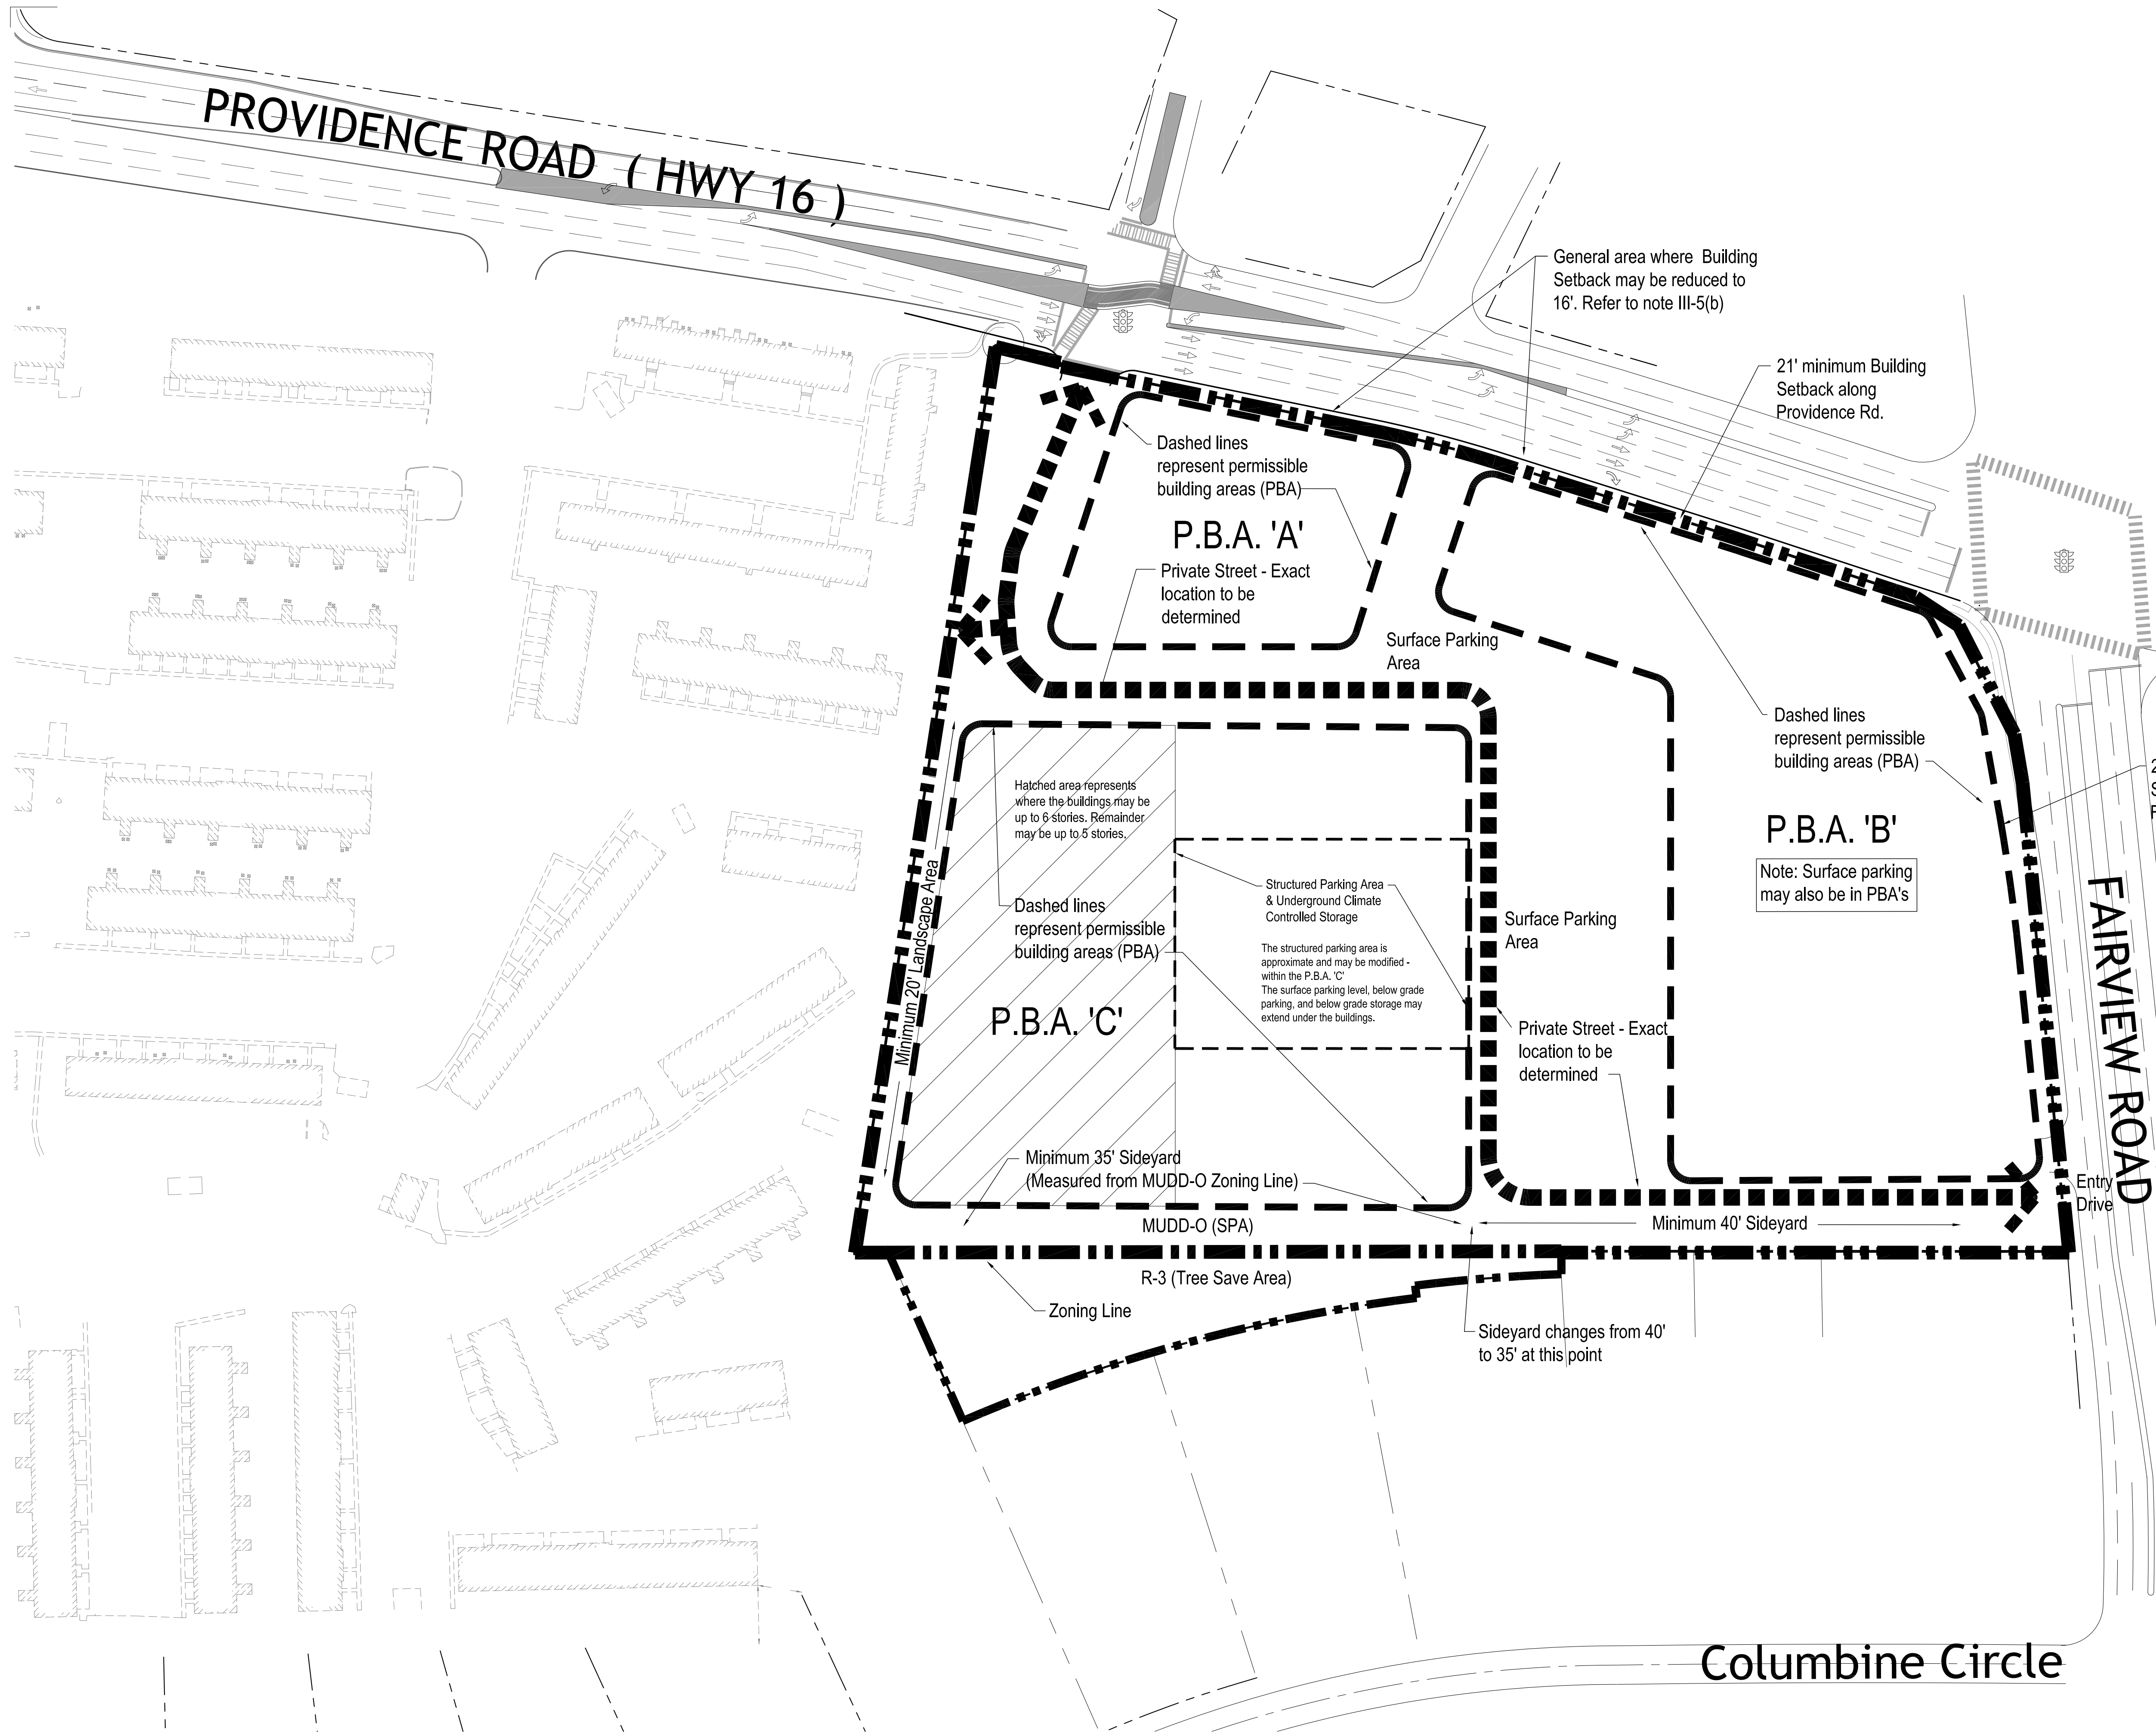 PROVIDENCE ROAD ( HWY 16 )
General area where Building
Setback may be reduced to
16'. Refer to note III-5(b)
21' minimum Building
Setback along
Providence Rd.
Dashed lines
represent permissible
building areas (PBA)
P.B.A. 'A'
Private Street - Exact
location to be
determined
Surface Parking
Area
Dashed lines
represent permissible
building areas (PBA)
P.B.A. 'B'
Note: Surface parking
may also be in PBA's
Hatched area represents
where the buildings may be
up to 6 stories. Remainder
may be up to 5 stories.
Minimum 20' Landscape Area
Dashed lines
represent permissible
building areas (PBA)
Structured Parking Area
& Underground Climate
Controlled Storage
The structured parking area is
approximate and may be modified -
within the P.B.A. 'C'
The surface parking level, below grade
parking, and below grade storage may
extend under the buildings.
Surface Parking
Area
P.B.A. 'C'
Private Street - Exact
location to be
determined
FAIRVIEW ROAD
Minimum 35' Sideyard
(Measured from MUDD-O Zoning Line)
Entry
Drive
MUDD-O (SPA)
Minimum 40' Sideyard
R-3 (Tree Save Area)
Zoning Line
Sideyard changes from 40'
to 35' at this point
Columbine Circle